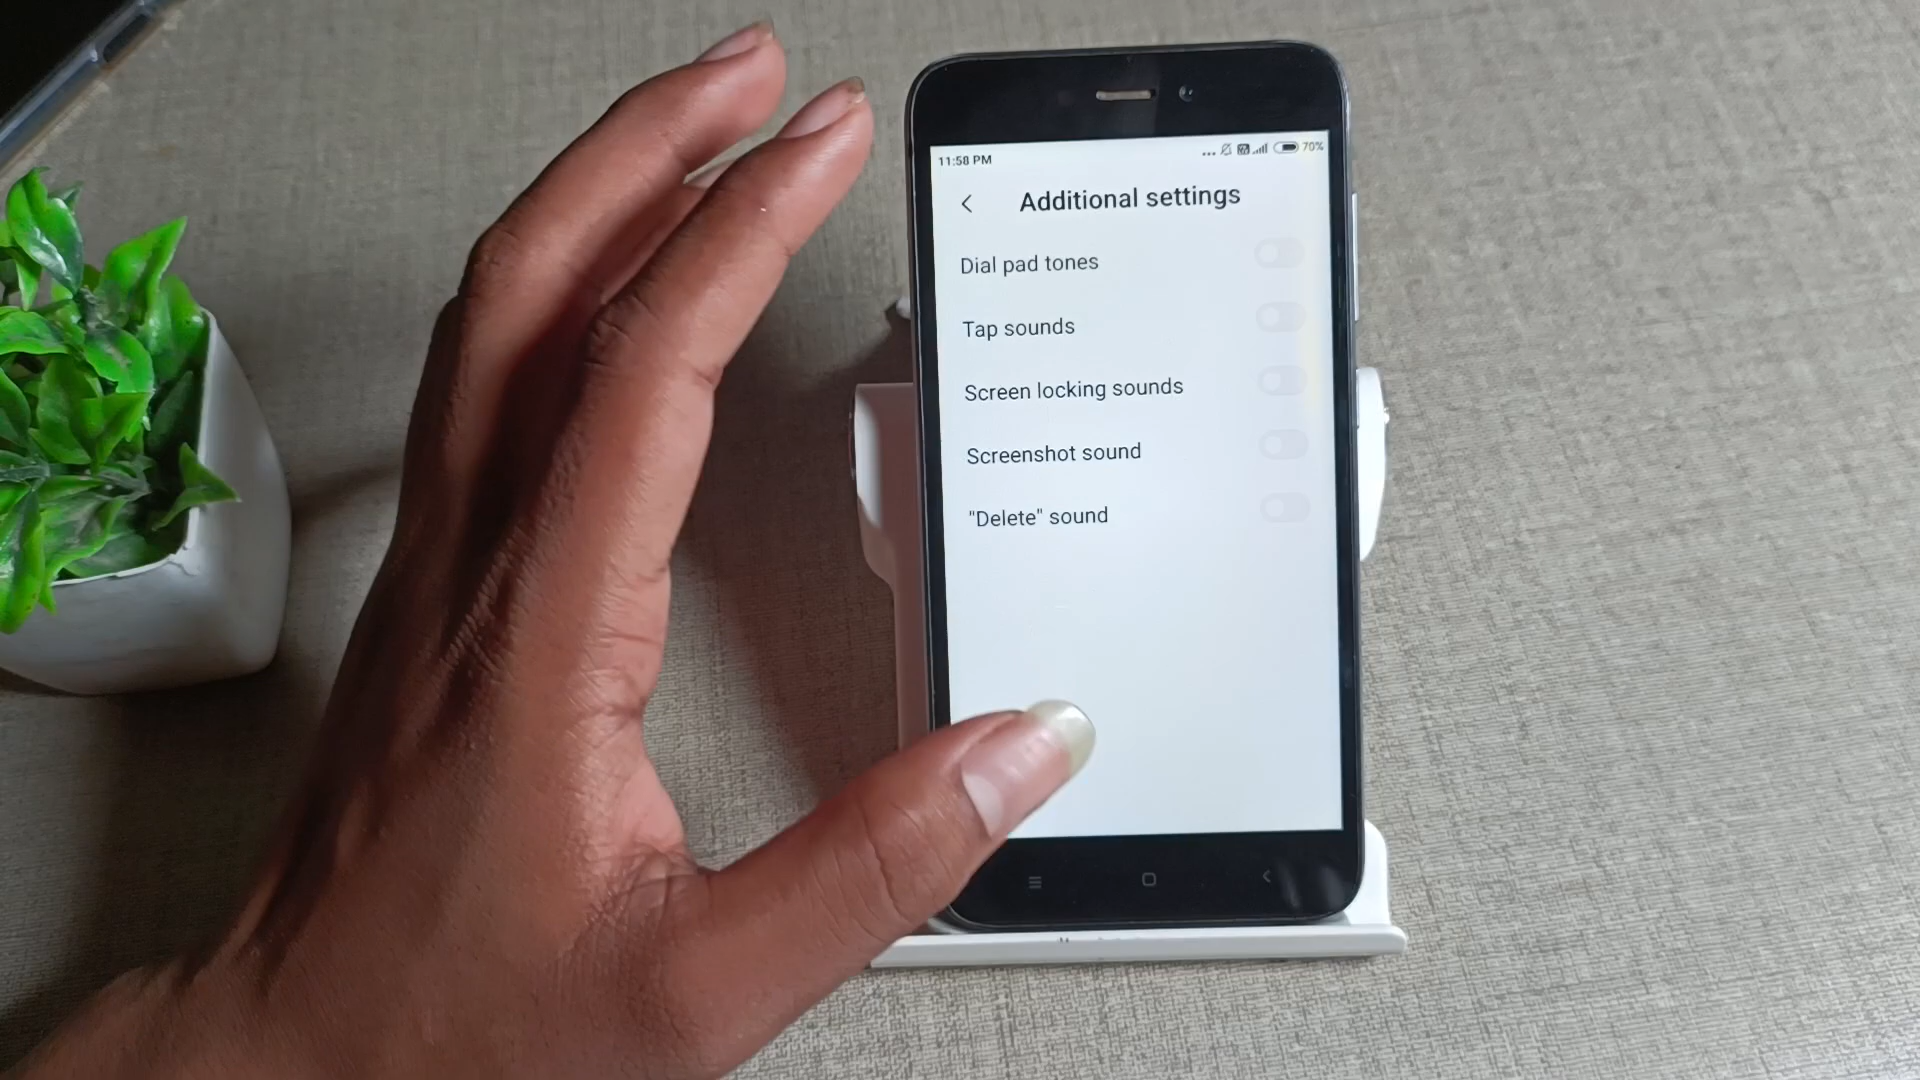 11:58 PM
70%
Additional settings
Dial pad tones
Tap sounds
Screen locking sounds
Screenshot sound
"Delete" sound